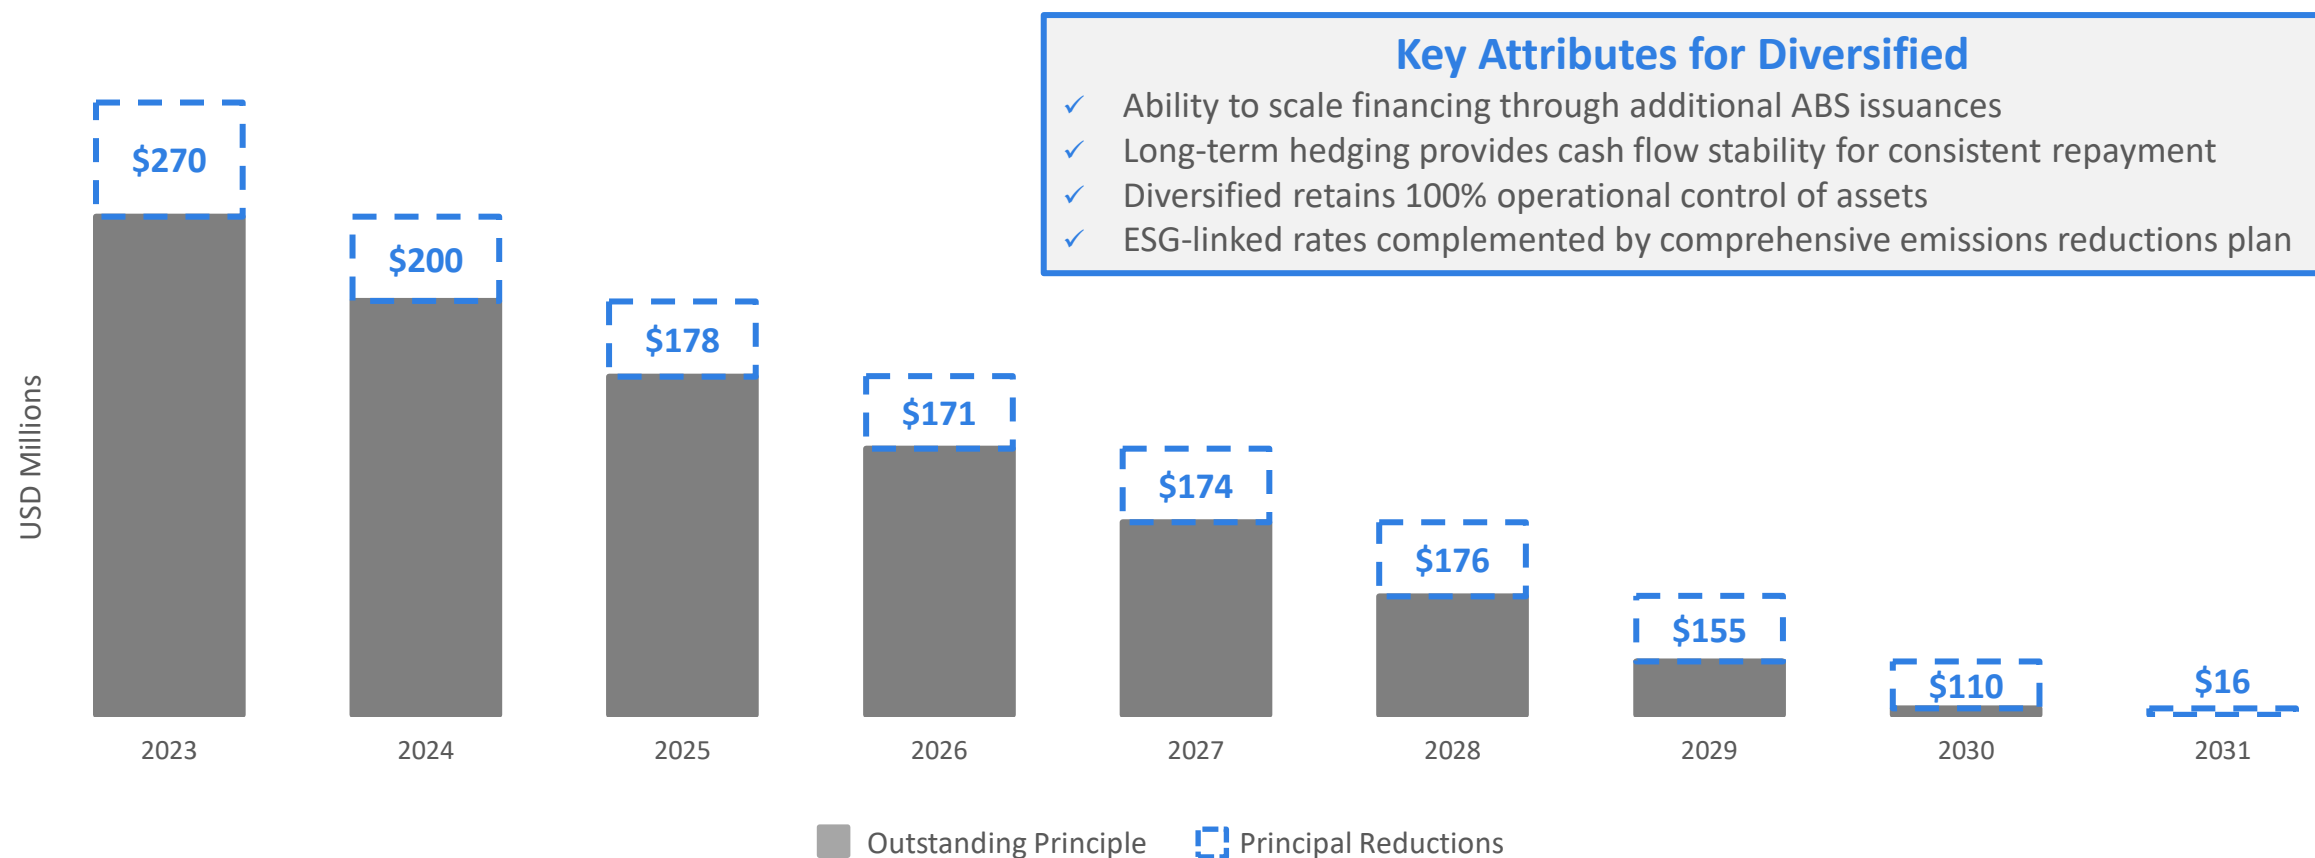 Key Attributes for Diversified
✓ Ability to scale financing through additional ABS issuances
✓ Long-term hedging provides cash flow stability for consistent repayment
✓ Diversified retains 100% operational control of assets
✓ ESG-linked rates complemented by comprehensive emissions reductions plan
USD Millions
$270
$200
$178
$171
$174
$176
$155
$110
$16
2023
2024
2025
2026
2027
2028
2029
2030
2031
Outstanding Principle
Principal Reductions